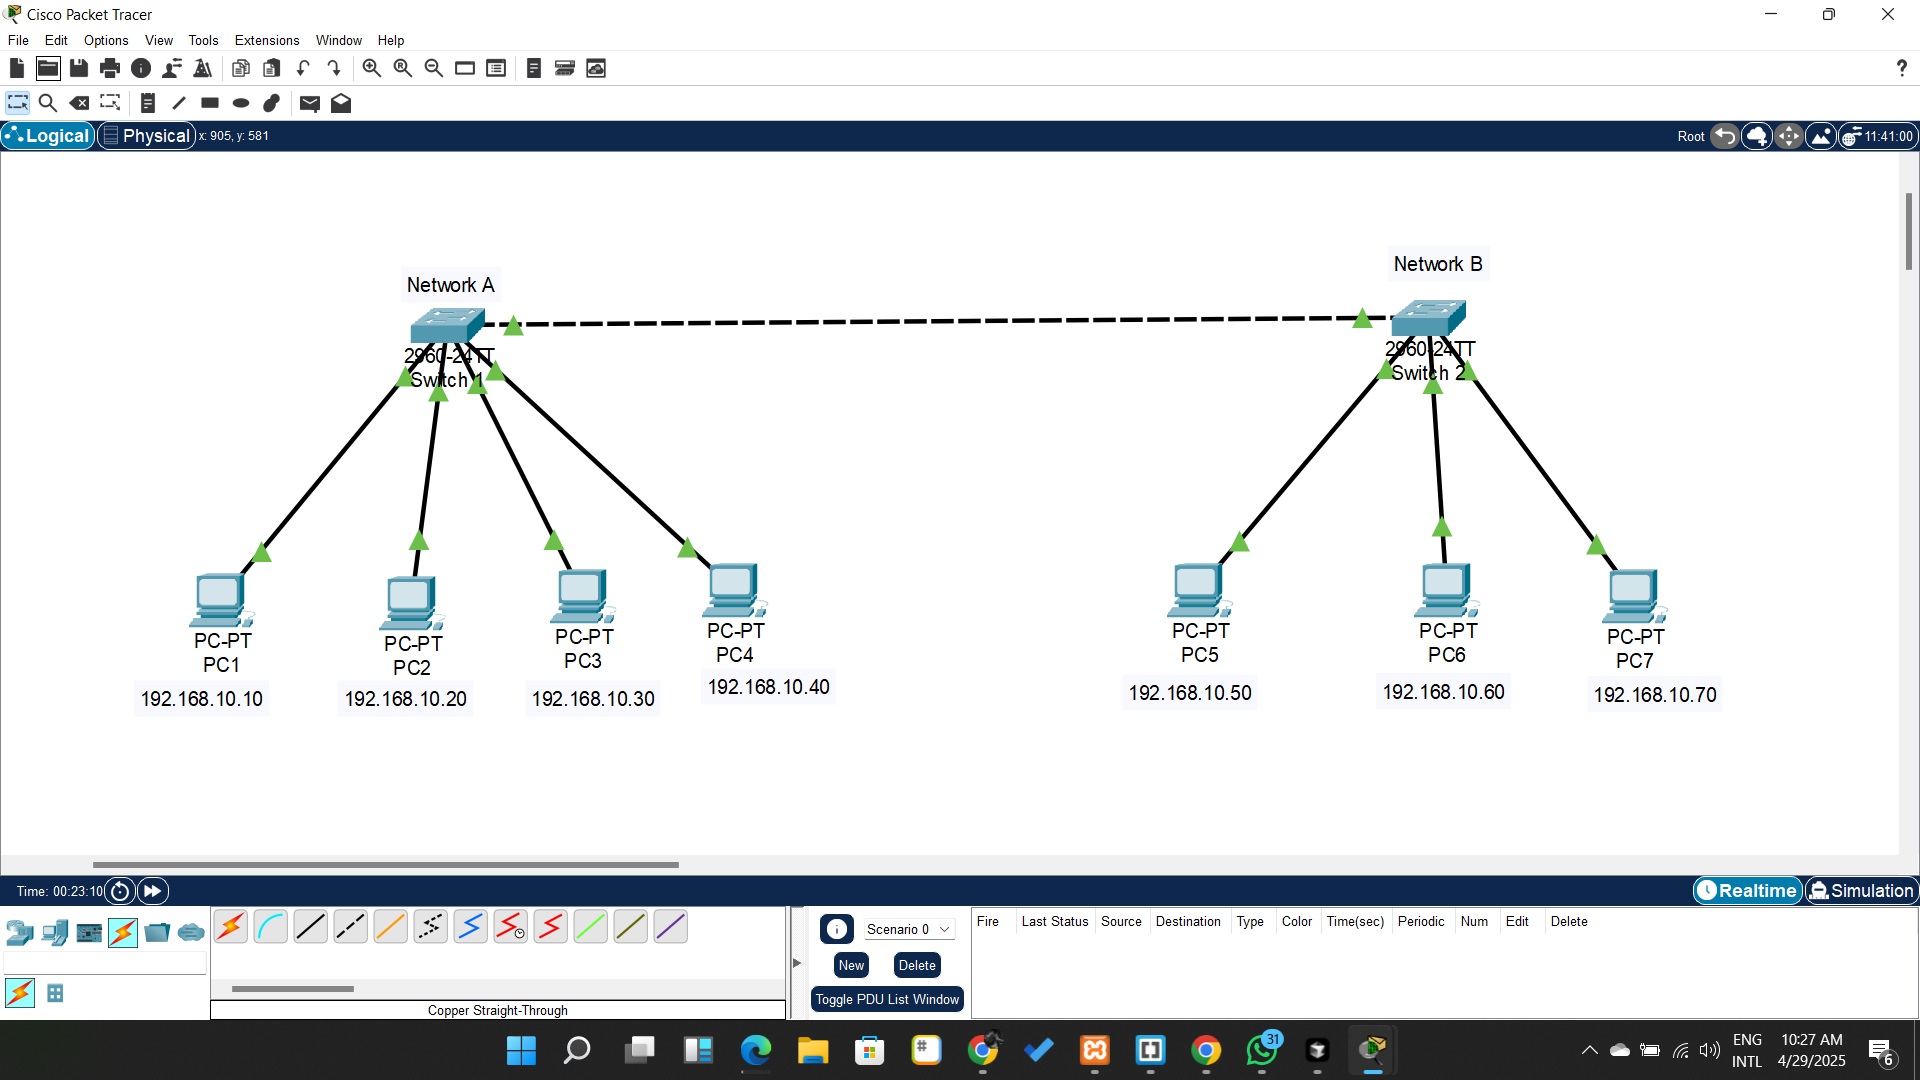 Cisco Packet Tracer
File Edit Options View Tools Extensions Window Help
Logical Physical x: 905, y: 581 Root 11:41:00
Network A
Network B
2960-24TT
Switch 1
2960-24TT
Switch 2
PC-PT
PC1
192.168.10.10
PC-PT
PC2
192.168.10.20
PC-PT
PC3
192.168.10.30
PC-PT
PC4
192.168.10.40
PC-PT
PC5
192.168.10.50
PC-PT
PC6
192.168.10.60
PC-PT
PC7
192.168.10.70
Time: 00:23:10 Realtime Simulation
Scenario 0
New Delete
Toggle PDU List Window
Fire Last Status Source Destination Type Color Time(sec) Periodic Num Edit Delete
Copper Straight-Through
31
ENG
INTL
10:27 AM
4/29/2025
6